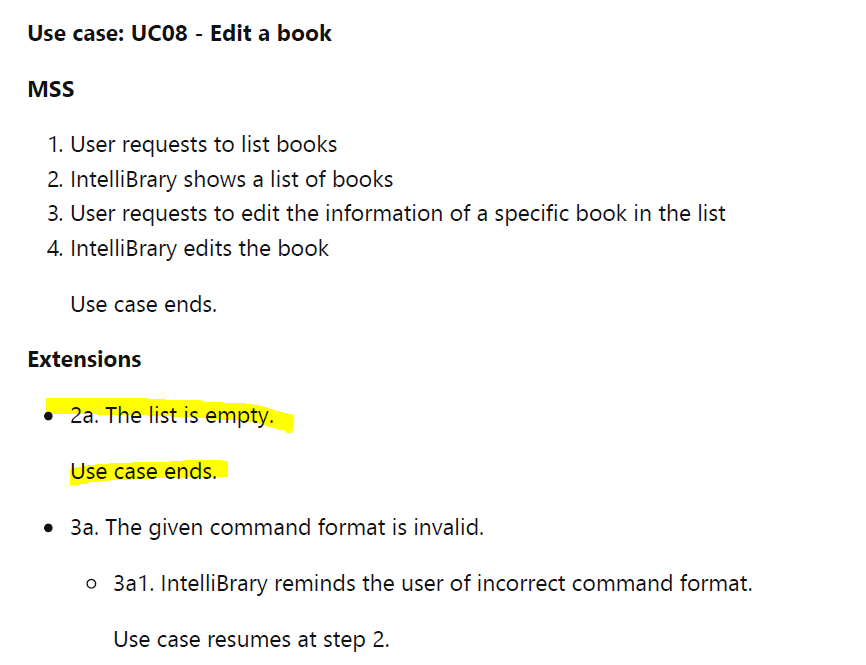 Use case: UC08 - Edit a book
MSS
1. User requests to list books
2. IntelliBrary shows a list of books
3. User requests to edit the information of a specific book in the list
4. IntelliBrary edits the book
Use case ends.
Extensions
• 2a. The list is empty.
Use case ends.
• 3a. The given command format is invalid.
○ 3a1. IntelliBrary reminds the user of incorrect command format.
Use case resumes at step 2.